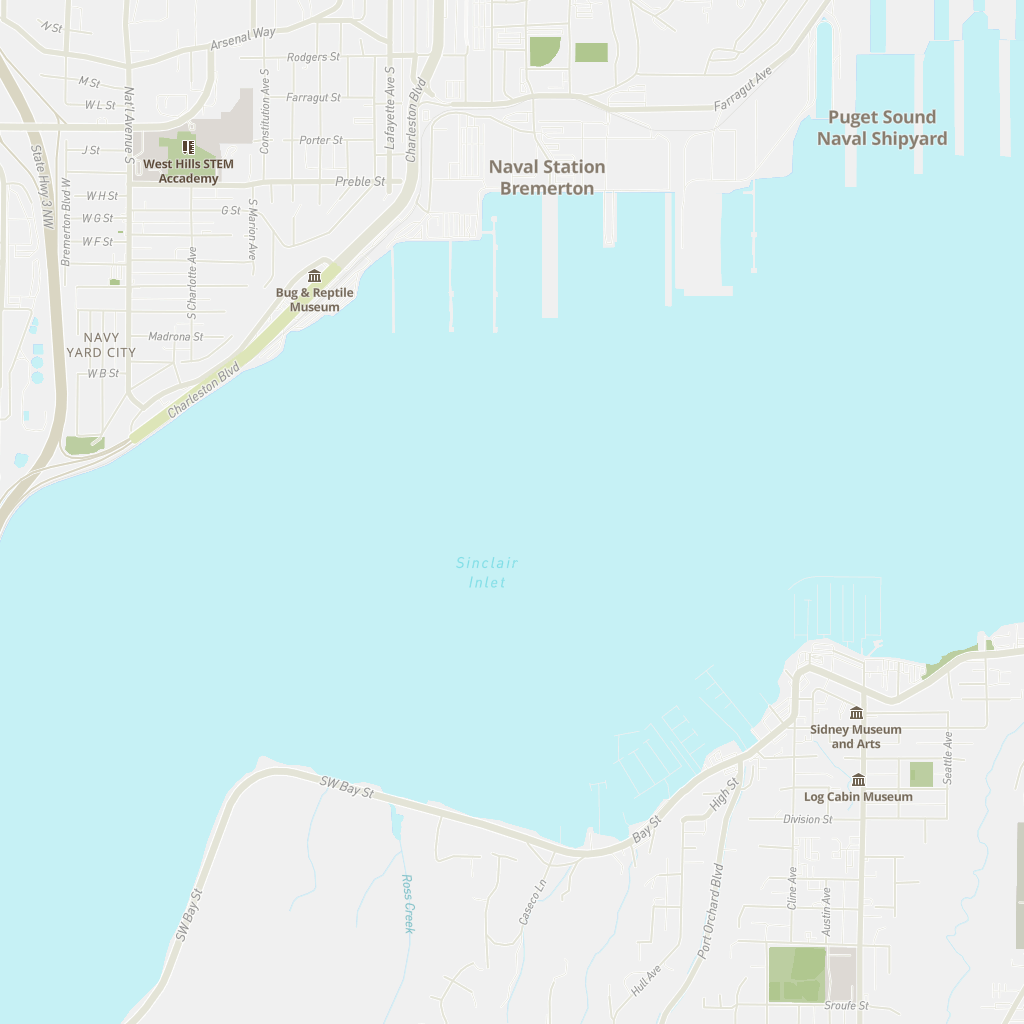 N St
Arsenal Way
Rodgers St
M St
W L St
Nat'l Avenue S
Constitution Ave S
Farragut St
Lafayette Ave S
Charleston Blvd
Farragut Ave
Puget Sound
Naval Shipyard
Porter St
J St
State Hwy 3 NW
West Hills STEM
Accademy
Naval Station
Bremerton
Preble St
Bremerton Blvd W
W H St
G St
W G St
S Marion Ave
W F St
S Charlotte Ave
Bug & Reptile
Museum
NAVY
YARD CITY
Madrona St
W B St
Charleston Blvd
Sinclair
Inlet
Sidney Museum
and Arts
Seattle Ave
SW Bay St
High St
Log Cabin Museum
Division St
Bay St
Ross Creek
Caseco Ln
Port Orchard Blvd
Cline Ave
Austin Ave
SW Bay St
Hull Ave
Sroufe St